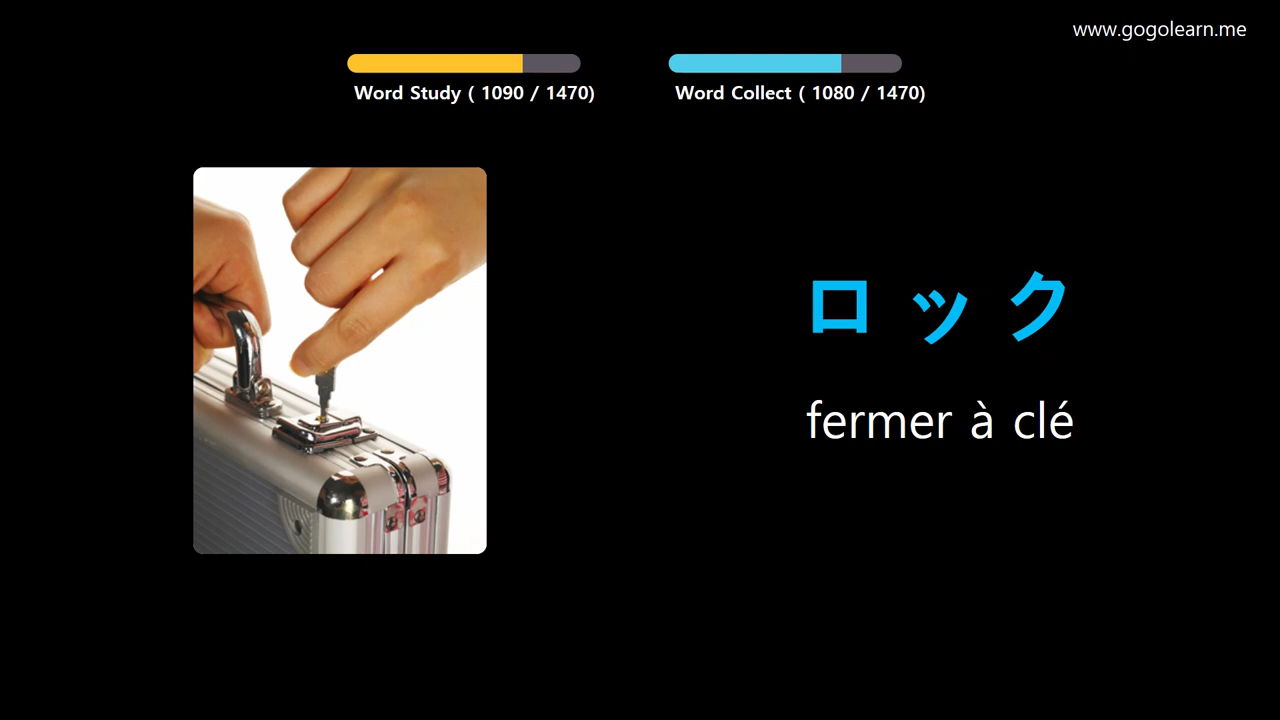 www.gogolearn.me
Word Study ( 1090 / 1470)
Word Collect ( 1080 / 1470)
ロック
fermer à clé